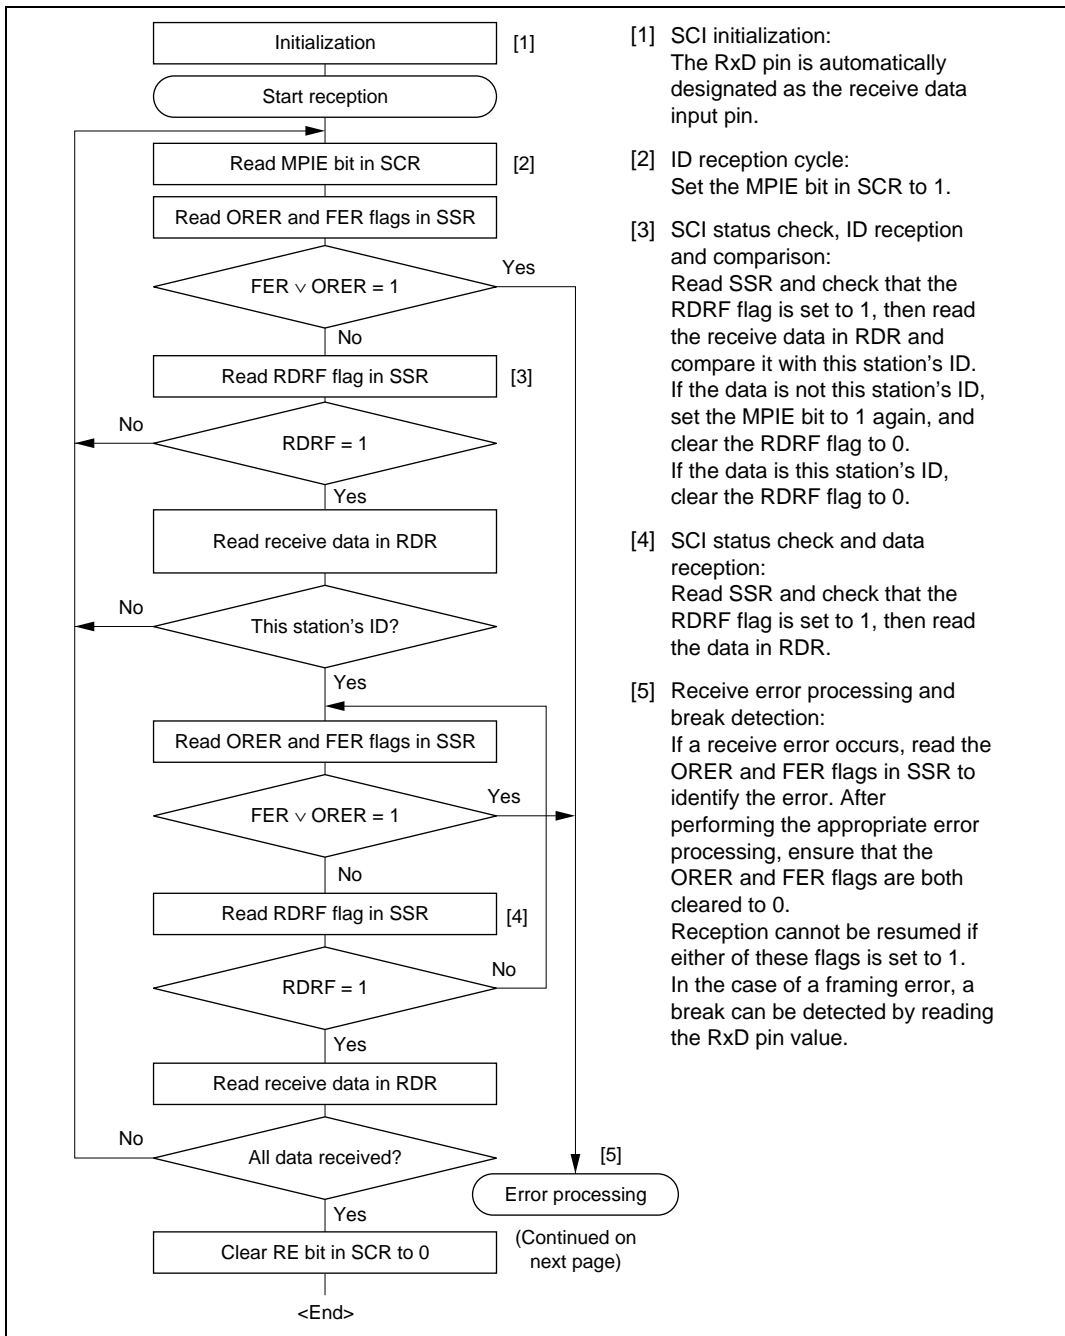 Initialization
[1]
Start reception
Read MPIE bit in SCR
[2]
Read ORER and FER flags in SSR
FER ∨ ORER = 1
Yes
No
Read RDRF flag in SSR
[3]
No
RDRF = 1
Yes
Read receive data in RDR
No
This station's ID?
Yes
Read ORER and FER flags in SSR
FER ∨ ORER = 1
Yes
No
Read RDRF flag in SSR
[4]
No
RDRF = 1
Yes
Read receive data in RDR
No
All data received?
[5]
Error processing
Yes
(Continued on
next page)
Clear RE bit in SCR to 0
<End>
[1] SCI initialization:
The RxD pin is automatically
designated as the receive data
input pin.
[2] ID reception cycle:
Set the MPIE bit in SCR to 1.
[3] SCI status check, ID reception
and comparison:
Read SSR and check that the
RDRF flag is set to 1, then read
the receive data in RDR and
compare it with this station's ID.
If the data is not this station's ID,
set the MPIE bit to 1 again, and
clear the RDRF flag to 0.
If the data is this station's ID,
clear the RDRF flag to 0.
[4] SCI status check and data
reception:
Read SSR and check that the
RDRF flag is set to 1, then read
the data in RDR.
[5] Receive error processing and
break detection:
If a receive error occurs, read the
ORER and FER flags in SSR to
identify the error. After
performing the appropriate error
processing, ensure that the
ORER and FER flags are both
cleared to 0.
Reception cannot be resumed if
either of these flags is set to 1.
In the case of a framing error, a
break can be detected by reading
the RxD pin value.